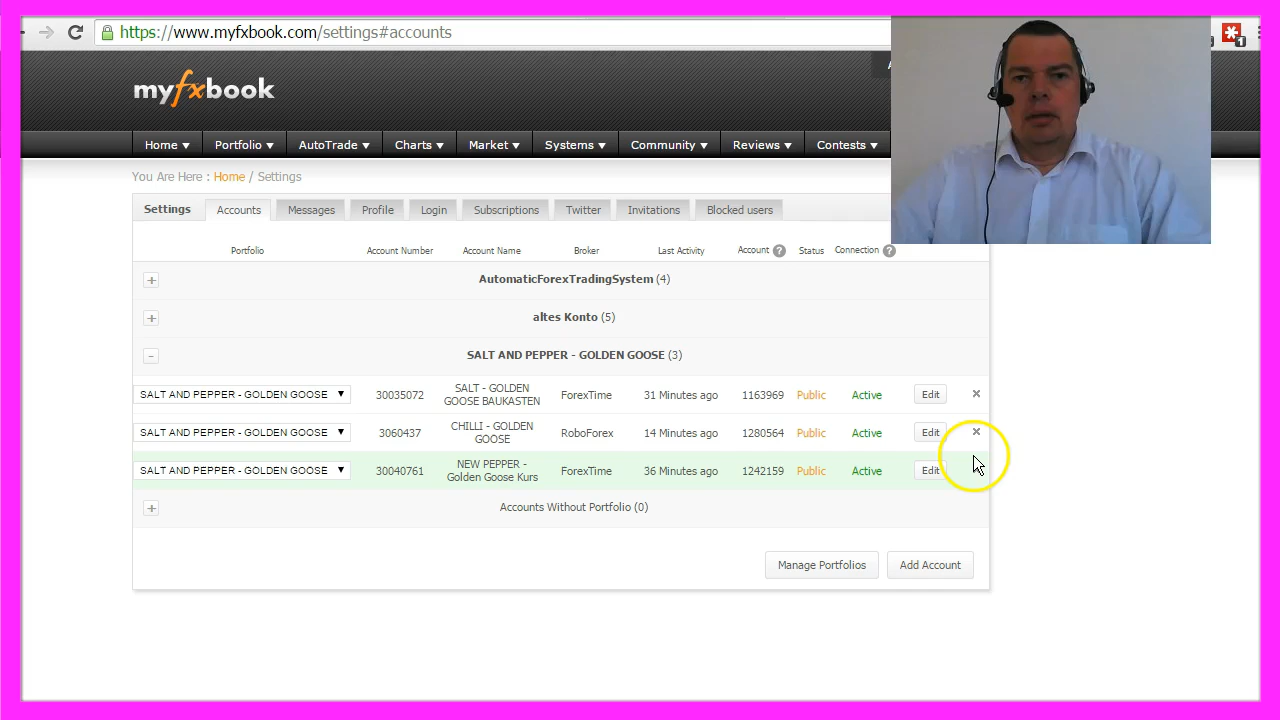 https://www.myfxbook.com/settings#accounts
1
myfxbook
Home Portfolio AutoTrade Charts Market Systems Community Reviews Contests
You Are Here : Home / Settings
Settings Accounts Messages Profile Login Subscriptions Twitter Invitations Blocked users
Portfolio Account Number Account Name Broker Last Activity Account ? Status Connection ?
+ AutomaticForexTradingSystem (4)
+ altes Konto (5)
- SALT AND PEPPER - GOLDEN GOOSE (3)
SALT AND PEPPER - GOLDEN GOOSE 30035072 SALT - GOLDEN GOOSE BAUKASTEN ForexTime 31 Minutes ago 1163969 Public Active Edit ×
SALT AND PEPPER - GOLDEN GOOSE 3060437 CHILLI - GOLDEN GOOSE RoboForex 14 Minutes ago 1280564 Public Active Edit ×
SALT AND PEPPER - GOLDEN GOOSE 30040761 NEW PEPPER - Golden Goose Kurs ForexTime 36 Minutes ago 1242159 Public Active Edit
+ Accounts Without Portfolio (0)
Manage Portfolios Add Account